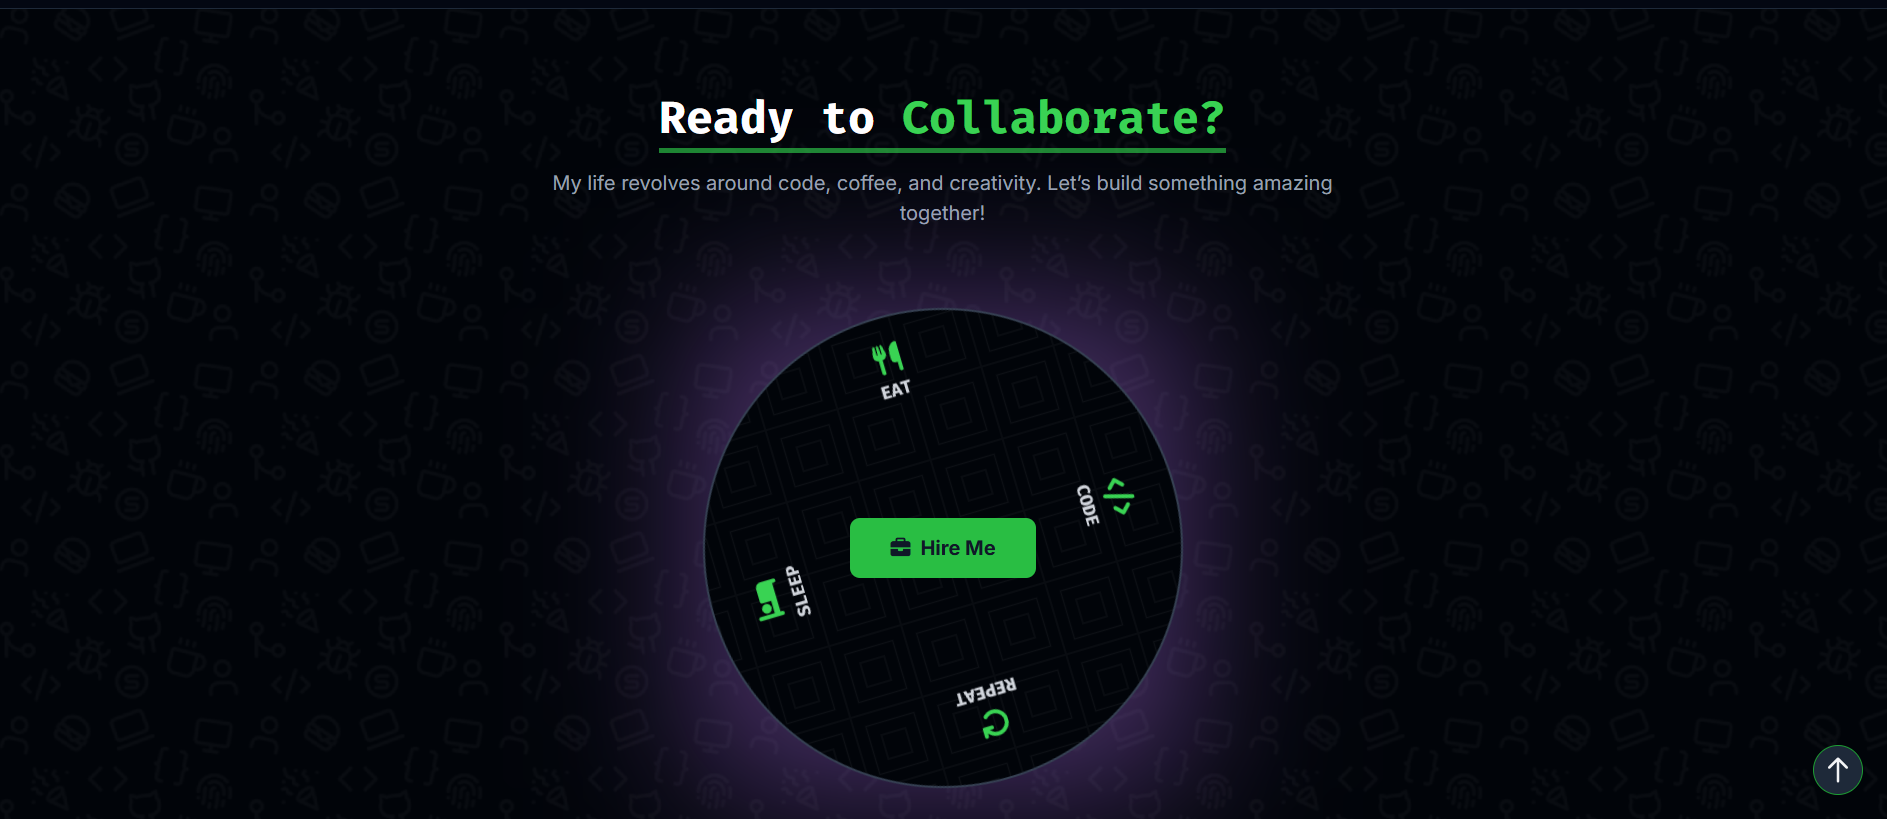 Ready to Collaborate?
My life revolves around code, coffee, and creativity. Let’s build something amazing
together!
EAT
CODE
Hire Me
SLEEP
REPEAT